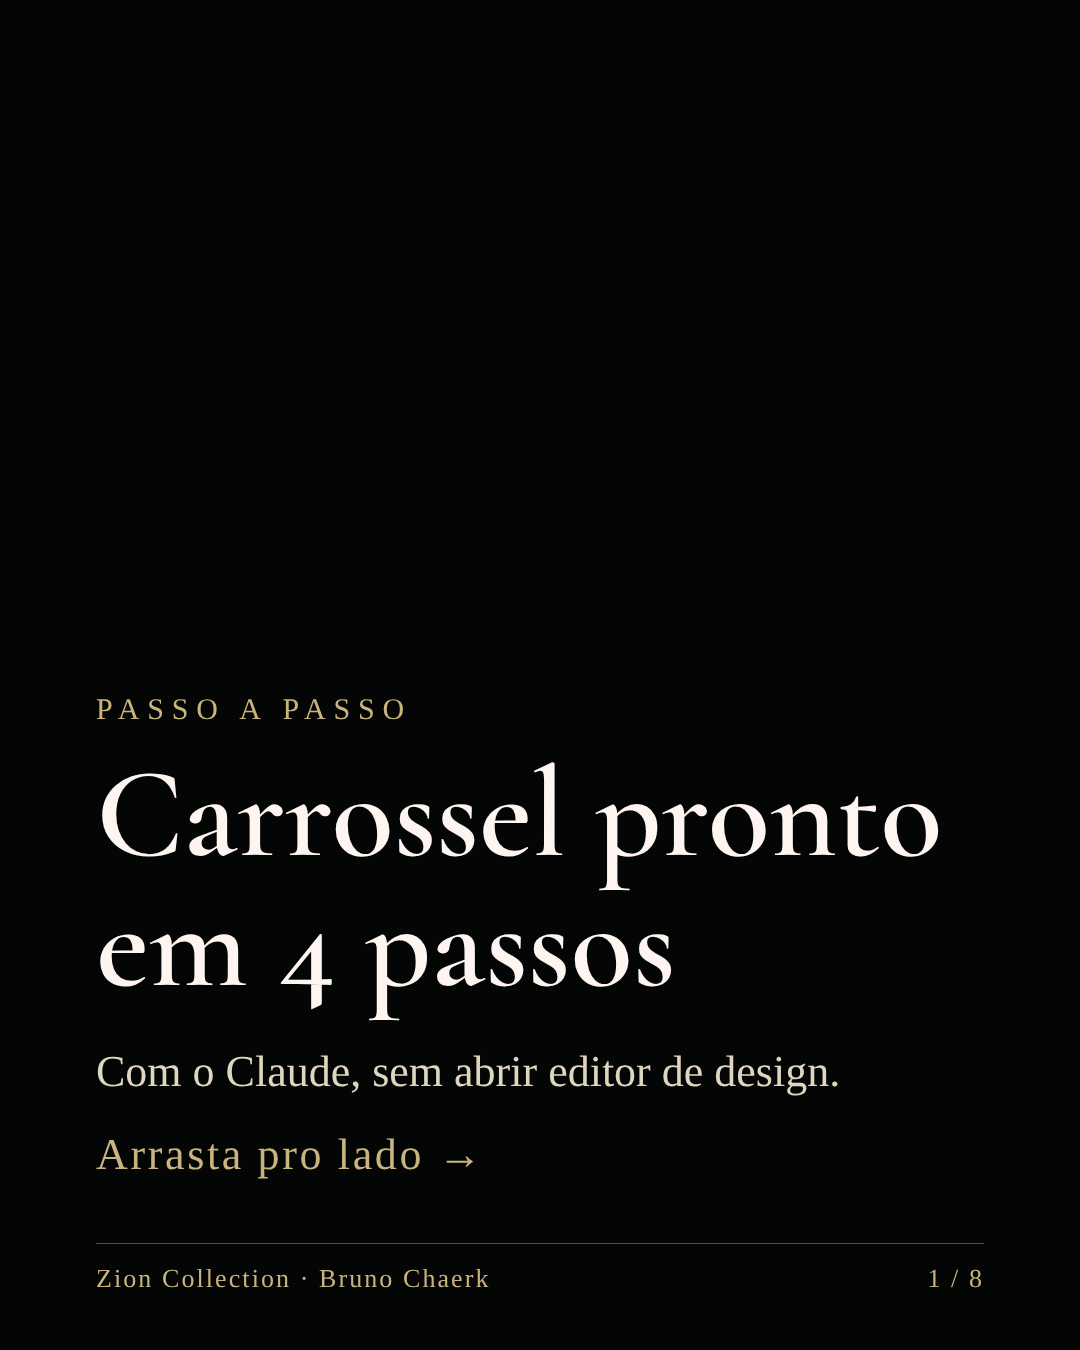 PASSO A PASSO
Carrossel pronto
em 4 passos
Com o Claude, sem abrir editor de design.
Arrasta pro lado →
Zion Collection · Bruno Chaerk
1 / 8